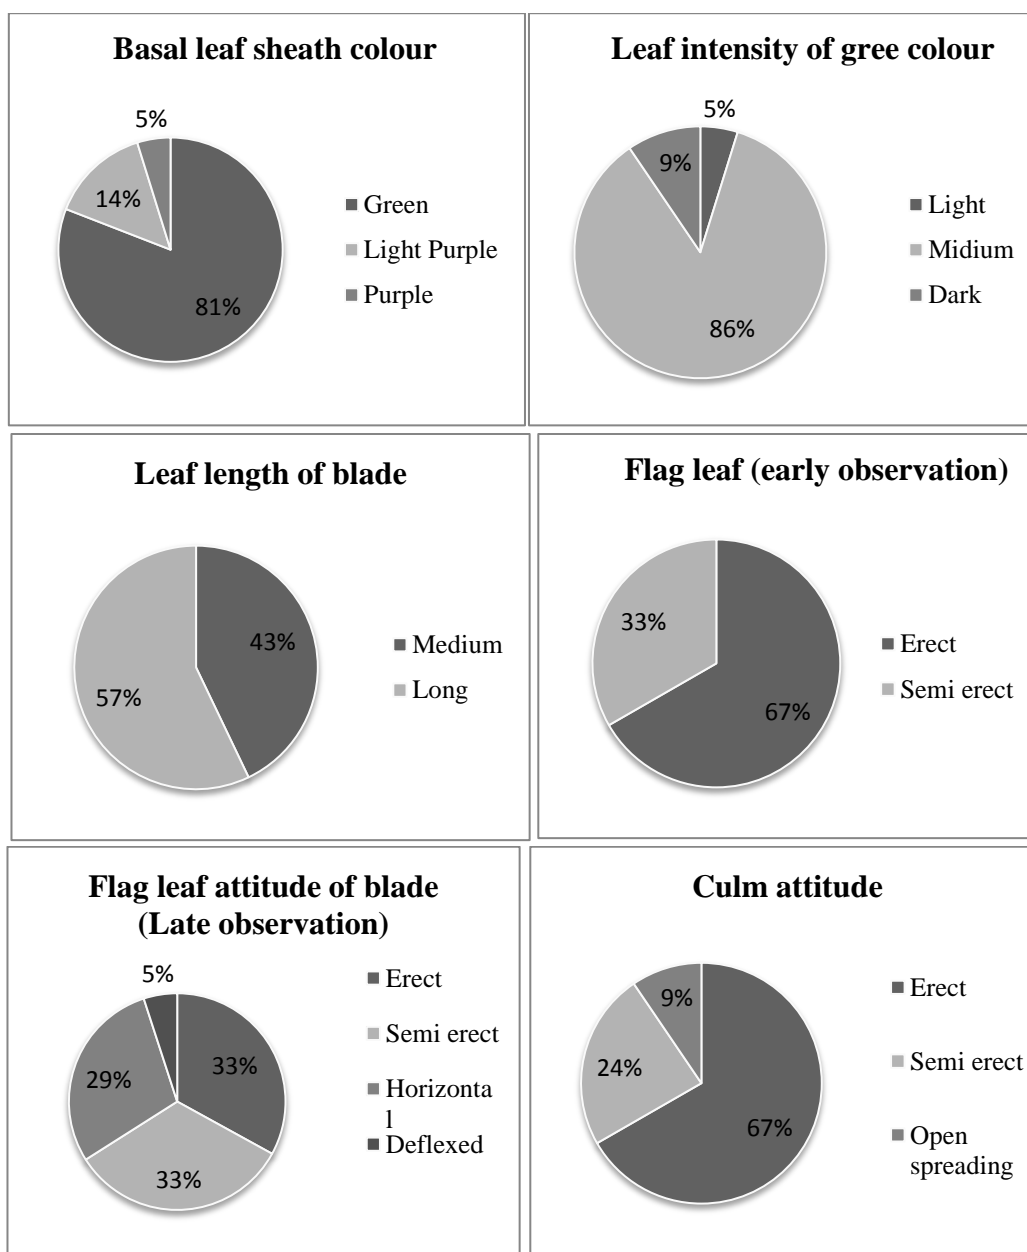 Basal leaf sheath colour
5%
14%
81%
Green
Light Purple
Purple
Leaf intensity of gree colour
5%
9%
86%
Light
Midium
Dark
Leaf length of blade
43%
57%
Medium
Long
Flag leaf (early observation)
33%
67%
Erect
Semi erect
Flag leaf attitude of blade
(Late observation)
5%
33%
29%
33%
Erect
Semi erect
Horizonta
l
Deflexed
Culm attitude
9%
24%
67%
Erect
Semi erect
Open
spreading